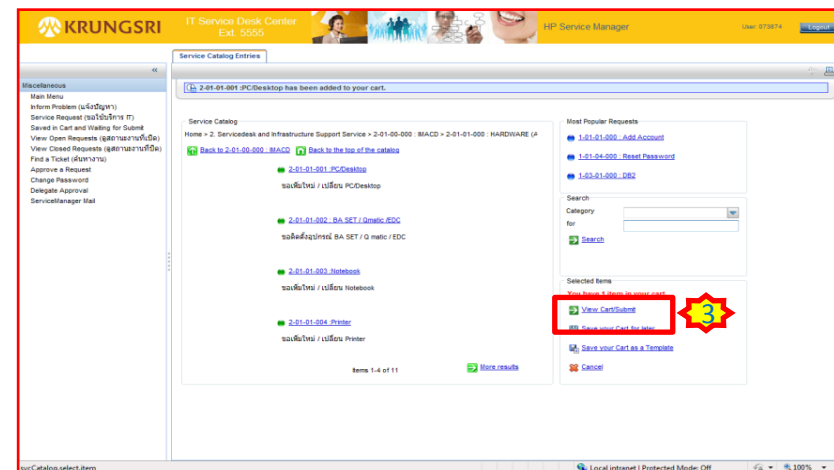 KRUNGSRI
IT Service Desk Center
Ext. 5555
HP Service Manager
User: 073874
Logout
Service Catalog Entries
«
Miscellaneous
Main Menu
Inform Problem (แจ้งปัญหา)
Service Request (ขอใช้บริการ IT)
Saved in Cart and Waiting for Submit
View Open Requests (ดูสถานะงานที่เปิด)
View Closed Requests (ดูสถานะงานที่ปิด)
Find a Ticket (ค้นหางาน)
Approve a Request
Change Password
Delegate Approval
ServiceManager Mail
2-01-01-001 :PC/Desktop has been added to your cart.
Service Catalog
Home > 2. Servicedesk and Infrastructure Support Service > 2-01-00-000 : IMACD > 2-01-01-000 : HARDWARE (A
Back to 2-01-00-000 : IMACD Back to the top of the catalog
2-01-01-001 :PC/Desktop
ขอเพิ่มใหม่ / เปลี่ยน PC/Desktop
2-01-01-002 : BA SET / Qmatic /EDC
ขอติดตั้งอุปกรณ์ BA SET / Q matic / EDC
2-01-01-003 :Notebook
ขอเพิ่มใหม่ / เปลี่ยน Notebook
2-01-01-004 :Printer
ขอเพิ่มใหม่ / เปลี่ยน Printer
Items 1-4 of 11
More results
Most Popular Requests
1-01-01-000 : Add Account
1-01-04-000 : Reset Password
1-03-01-000 : DB2
Search
Category
for
Search
Selected Items
You have 1 item in your cart
View Cart/Submit
3
Save your Cart for later
Save your Cart as a Template
Cancel
svcCatalog.select.item
Local intranet | Protected Mode: Off
100%